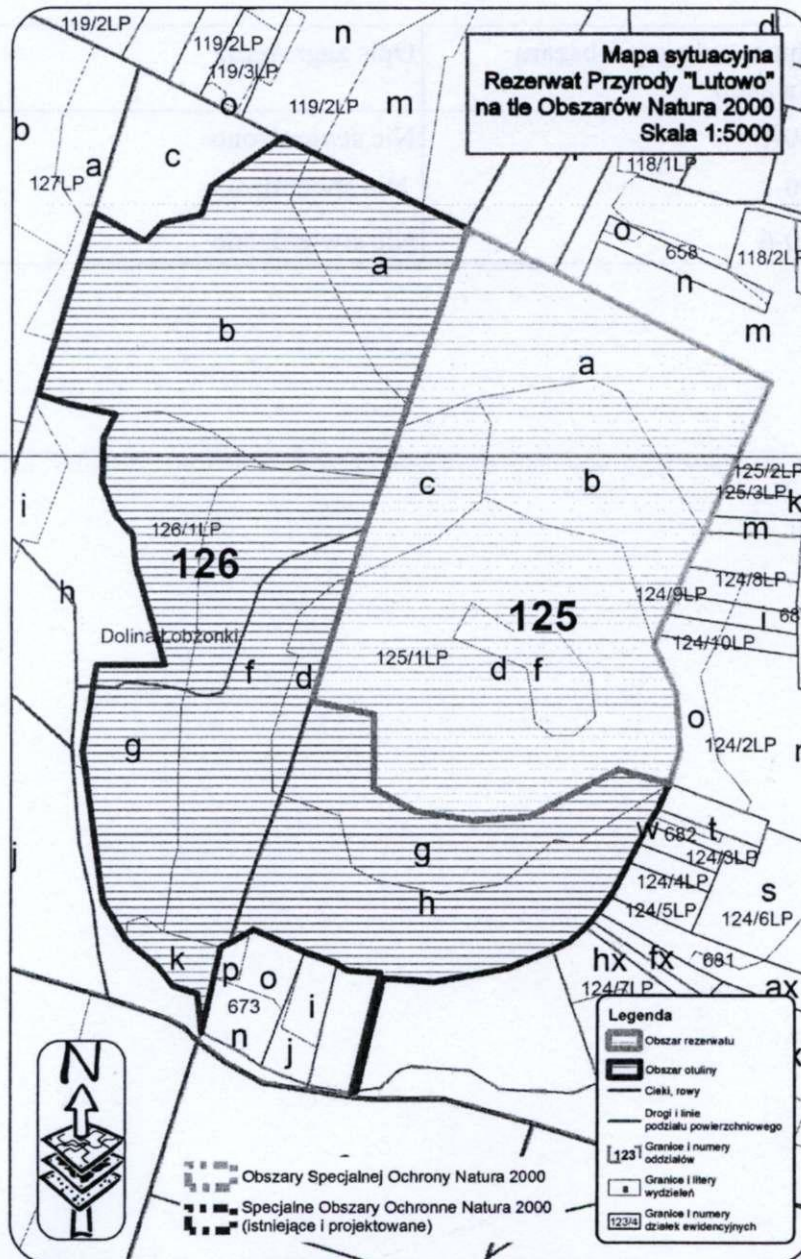 Mapa sytuacyjna
Rezerwat Przyrody "Lutowo"
na tle Obszarów Natura 2000
Skala 1:5000
119/2LP
119/2LP
119/3LP
119/2LP
n
m
d
o
b
a
c
127LP
118/1LP
o
658
118/2LP
n
m
a
b
a
c
b
125/2LP
125/3LP
k
m
i
126/1LP
126
h
124/8LP
124/9LP
125
124/10LP
Dolina Łobżonki
125/1LP
f
d
d
f
o
g
124/2LP
j
g
w
682
t
124/3LP
h
124/4LP
s
124/5LP
124/6LP
k
p
o
i
hx
fx
681
124/7LP
ax
673
n
j
N
Legenda
Obszar rezerwatu
Obszar otuliny
Cieki, rowy
Drogi i linie
podziału powierzchniowego
123
Granice i numery
oddziałów
a
Granice i litery
wydzieleń
123/4
Granice i numery
działek ewidencyjnych
Obszary Specjalnej Ochrony Natura 2000
Specjalne Obszary Ochronne Natura 2000
(istniejące i projektowane)